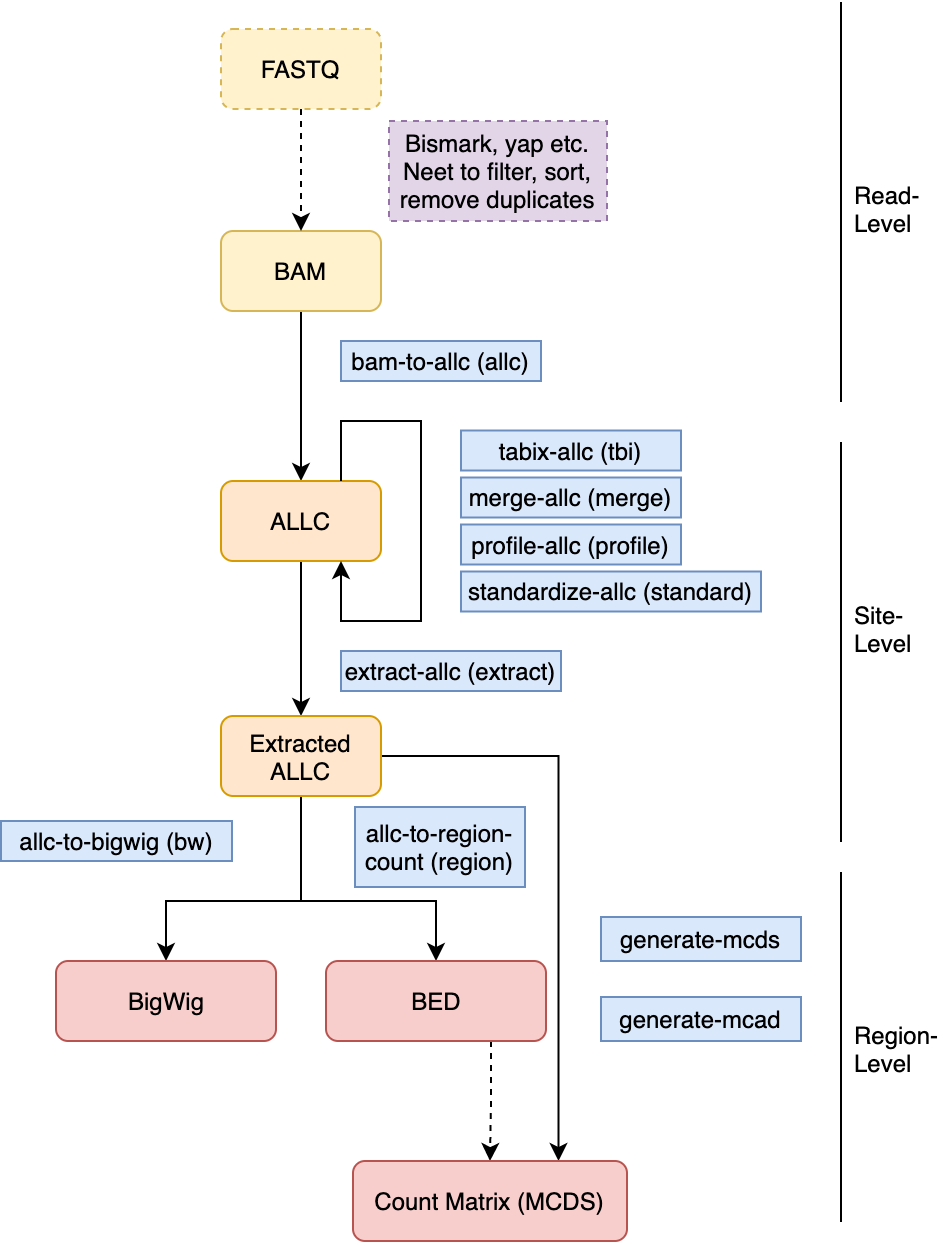 FASTQ
Bismark, yap etc.
Neet to filter, sort,
remove duplicates
Read-
Level
BAM
bam-to-allc (allc)
tabix-allc (tbi)
merge-allc (merge)
ALLC
profile-allc (profile)
standardize-allc (standard)
Site-
Level
extract-allc (extract)
Extracted
ALLC
allc-to-bigwig (bw)
allc-to-region-
count (region)
generate-mcds
BigWig
BED
generate-mcad
Region-
Level
Count Matrix (MCDS)